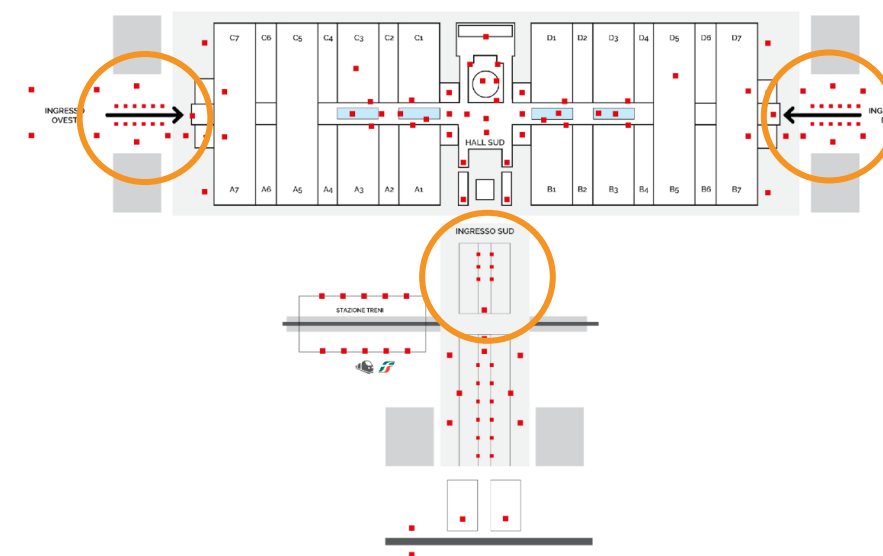 C7 C6 C5 C4 C3 C2 C1 D1 D2 D3 D4 D5 D6 D7
INGRESSO
OVEST
HALL SUD
A7 A6 A5 A4 A3 A2 A1 B1 B2 B3 B4 B5 B6 B7
INGRESSO SUD
STAZIONE TRENI